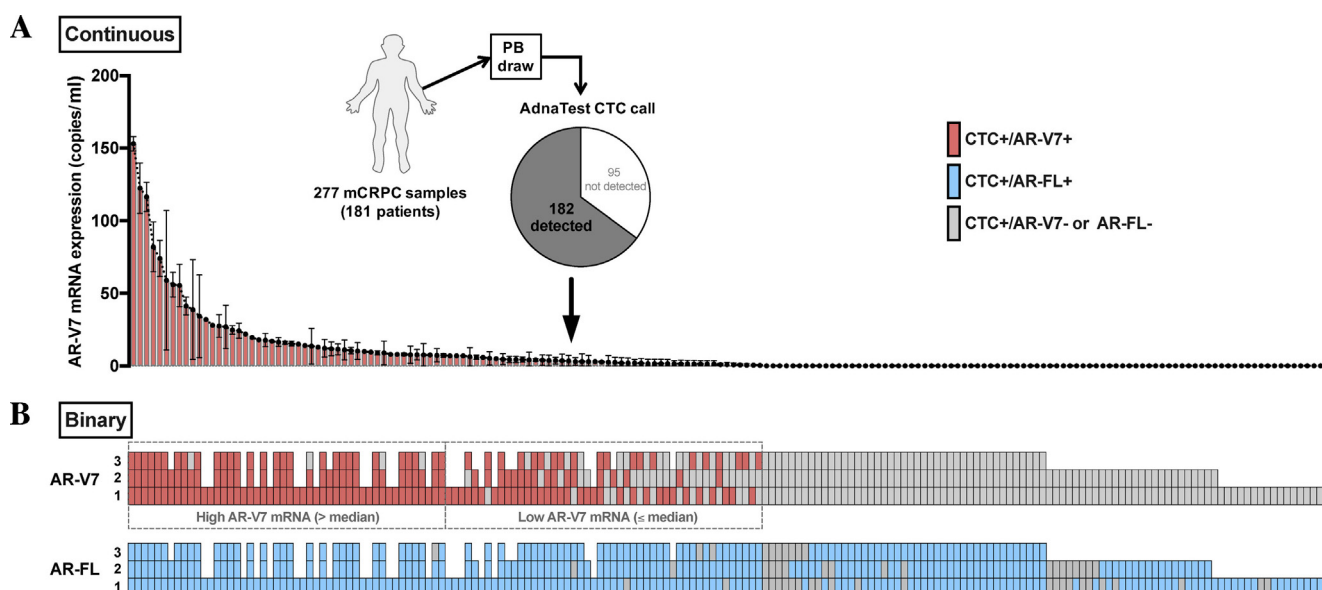 A
Continuous
AR-V7 mRNA expression (copies/ml)
200
150
100
50
0
277 mCRPC samples
(181 patients)
PB
draw
AdnaTest CTC call
95
not detected
182
detected
CTC+/AR-V7+
CTC+/AR-FL+
CTC+/AR-V7- or AR-FL-
B
Binary
AR-V7
3
2
1
High AR-V7 mRNA (> median)
Low AR-V7 mRNA (≤ median)
AR-FL
3
2
1